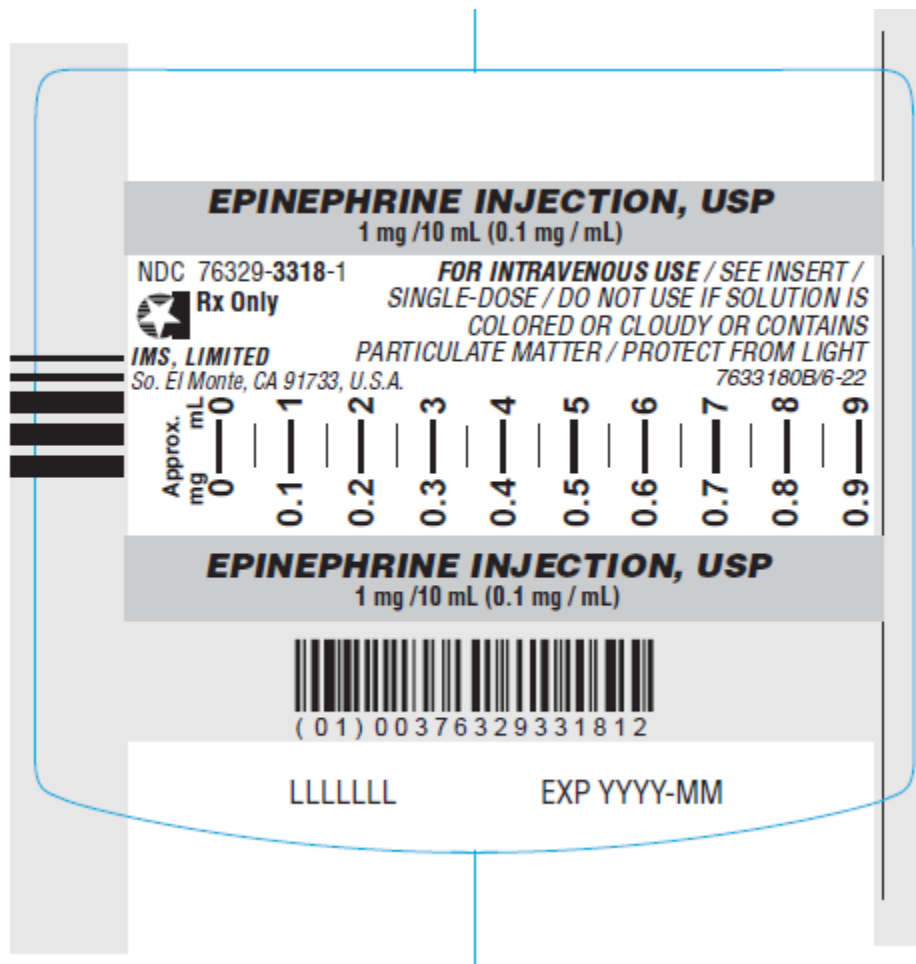 EPINEPHRINE INJECTION, USP
1 mg /10 mL (0.1 mg / mL)
NDC 76329-3318-1
Rx Only
IMS, LIMITED
So. El Monte, CA 91733, U.S.A.
FOR INTRAVENOUS USE / SEE INSERT /
SINGLE-DOSE / DO NOT USE IF SOLUTION IS
COLORED OR CLOUDY OR CONTAINS
PARTICULATE MATTER / PROTECT FROM LIGHT
7633180B/6-22
Approx.
mL 0 1 2 3 4 5 6 7 8 9
mg 0 0.1 0.2 0.3 0.4 0.5 0.6 0.7 0.8 0.9
EPINEPHRINE INJECTION, USP
1 mg /10 mL (0.1 mg / mL)
(01)00376329331812
LLLLLLL EXP YYYY-MM